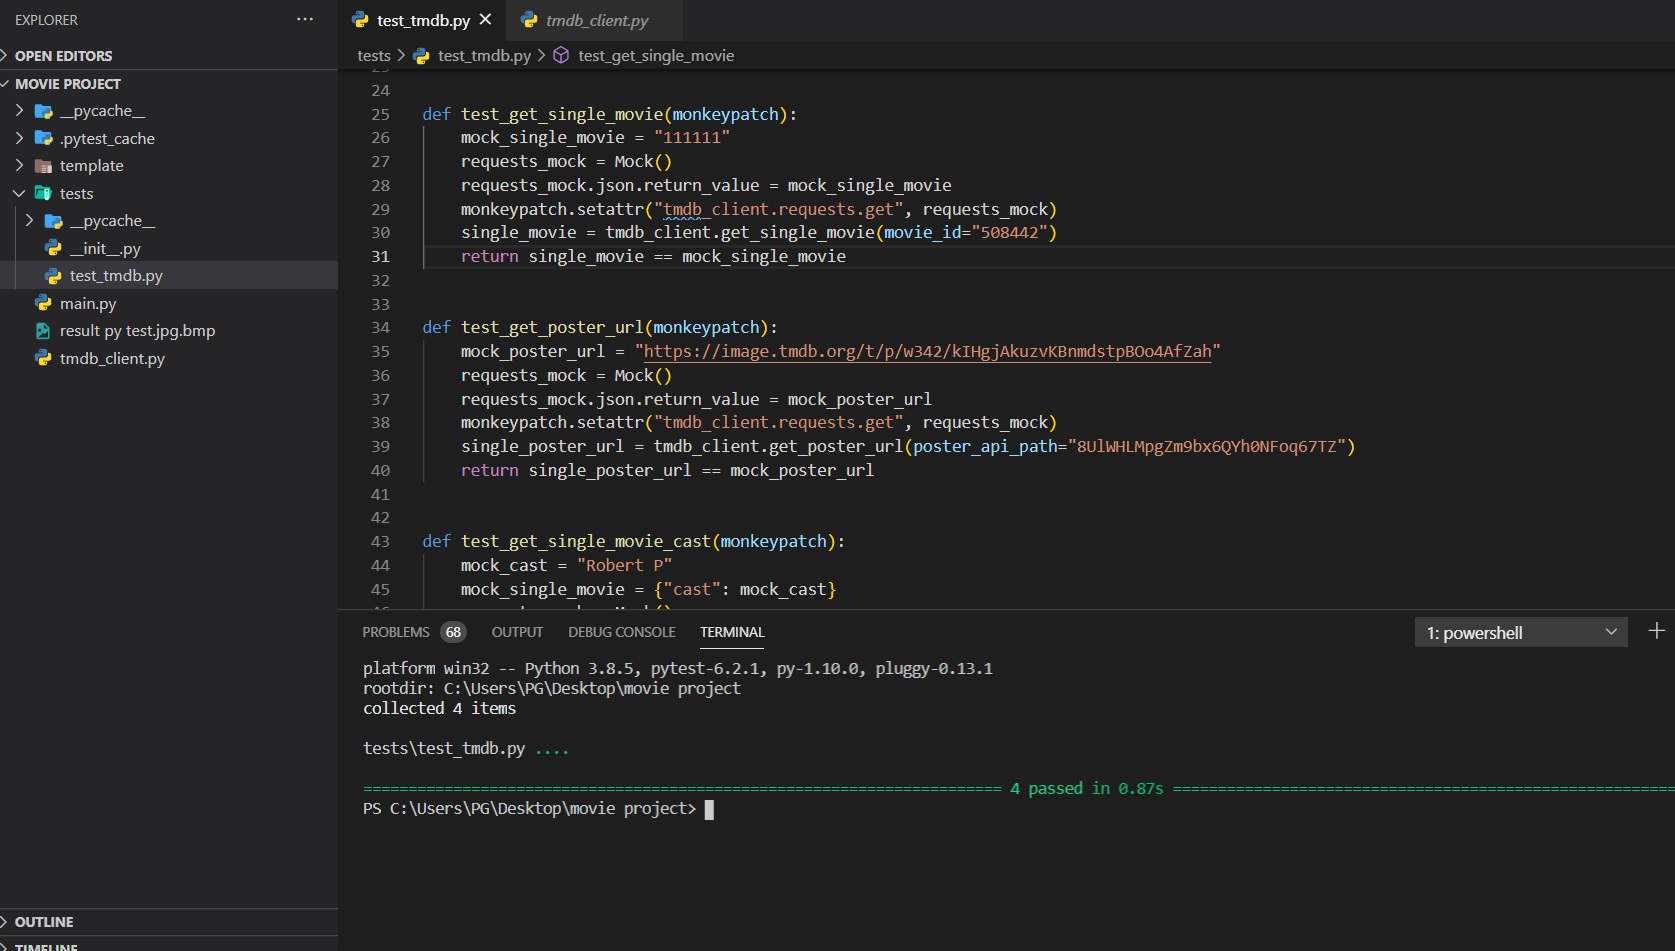 EXPLORER
...
OPEN EDITORS
MOVIE PROJECT
__pycache__
.pytest_cache
template
tests
__pycache__
__init__.py
test_tmdb.py
main.py
result py test.jpg.bmp
tmdb_client.py
OUTLINE
TIMELINE
test_tmdb.py
tmdb_client.py
tests > test_tmdb.py > test_get_single_movie
24
25 def test_get_single_movie(monkeypatch):
26 mock_single_movie = "111111"
27 requests_mock = Mock()
28 requests_mock.json.return_value = mock_single_movie
29 monkeypatch.setattr("tmdb_client.requests.get", requests_mock)
30 single_movie = tmdb_client.get_single_movie(movie_id="508442")
31 return single_movie == mock_single_movie
32
33
34 def test_get_poster_url(monkeypatch):
35 mock_poster_url = "https://image.tmdb.org/t/p/w342/kIHgjAkuzvKBnmdstpBOo4AfZah"
36 requests_mock = Mock()
37 requests_mock.json.return_value = mock_poster_url
38 monkeypatch.setattr("tmdb_client.requests.get", requests_mock)
39 single_poster_url = tmdb_client.get_poster_url(poster_api_path="8UlWHLMpgZm9bx6QYh0NFoq67TZ")
40 return single_poster_url == mock_poster_url
41
42
43 def test_get_single_movie_cast(monkeypatch):
44 mock_cast = "Robert P"
45 mock_single_movie = {"cast": mock_cast}
PROBLEMS 68 OUTPUT DEBUG CONSOLE TERMINAL 1: powershell
platform win32 -- Python 3.8.5, pytest-6.2.1, py-1.10.0, pluggy-0.13.1
rootdir: C:\Users\PG\Desktop\movie project
collected 4 items
tests\test_tmdb.py ....
4 passed in 0.87s
PS C:\Users\PG\Desktop\movie project>